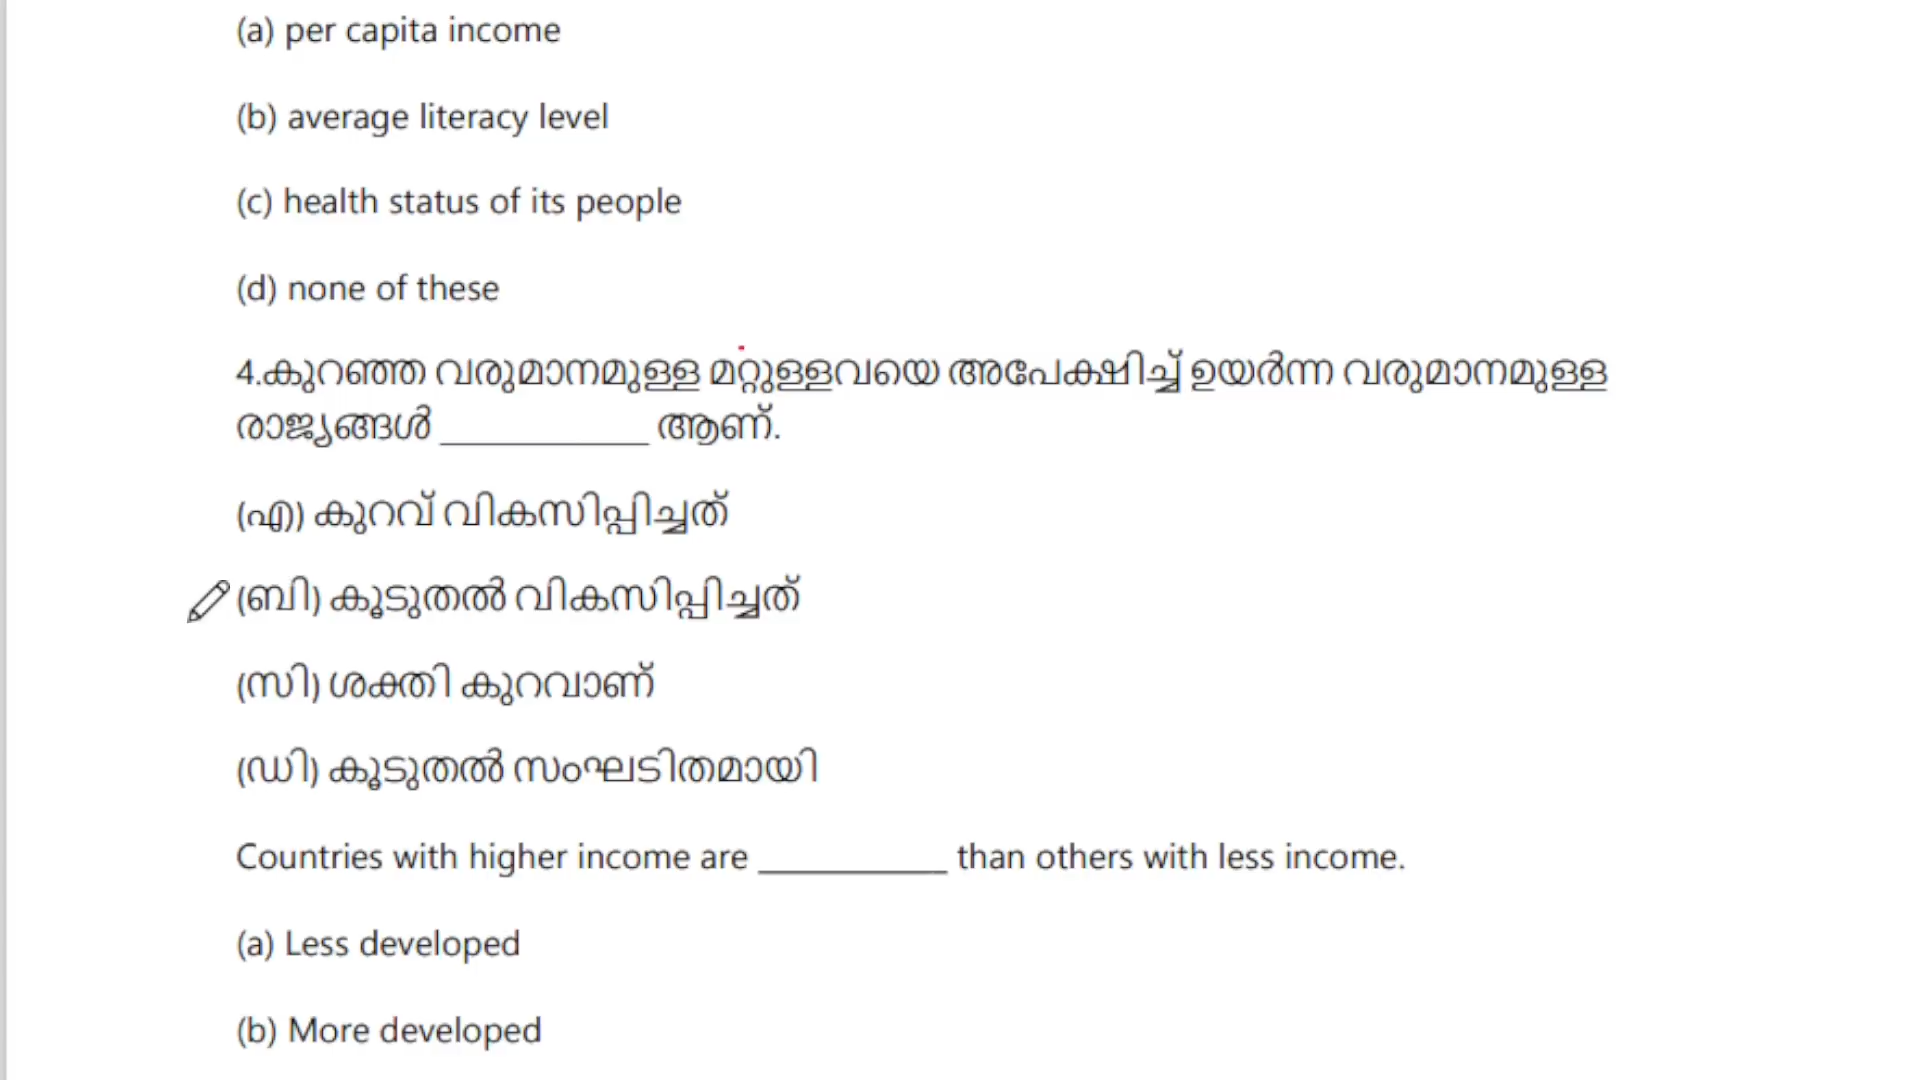 (a) per capita income
(b) average literacy level
(c) health status of its people
(d) none of these
4.കുറഞ്ഞ വരുമാനമുള്ള മറ്റുള്ളവയെ അപേക്ഷിച്ച് ഉയർന്ന വരുമാനമുള്ള
രാജ്യങ്ങൾ ___________ ആണ്.
(എ) കുറവ് വികസിപ്പിച്ചത്
(ബി) കൂടുതൽ വികസിപ്പിച്ചത്
(സി) ശക്തി കുറവാണ്
(ഡി) കൂടുതൽ സംഘടിതമായി
Countries with higher income are __________ than others with less income.
(a) Less developed
(b) More developed